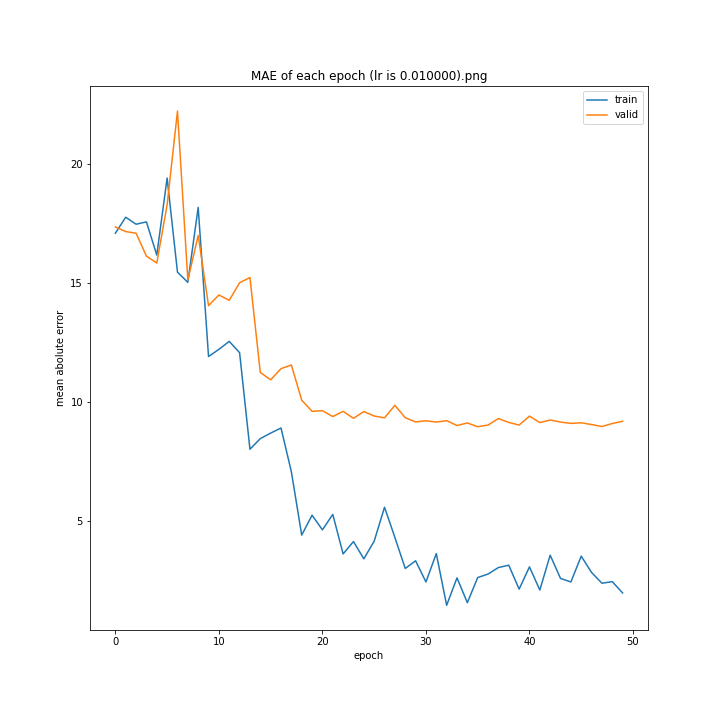 MAE of each epoch (lr is 0.010000).png
train
valid
20
15
10
5
mean abolute error
0 10 20 30 40 50
epoch